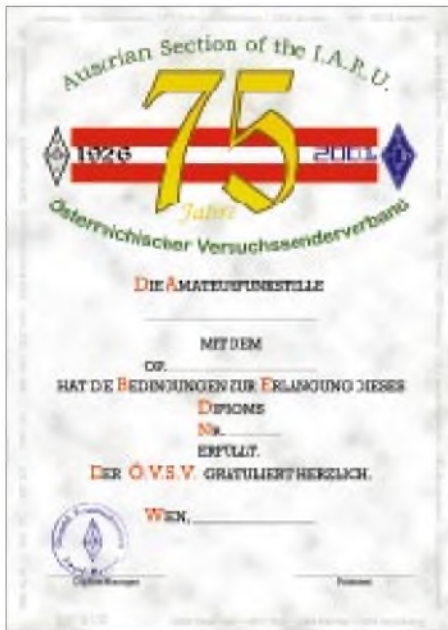 Austrian Section of the I.A.R.U.
75
1926
2001
Jahre
Österreichischer Versuchssenderverband
DIE AMATEURFUNKSTELLE
MIT DEM
OP.
HAT DIE BEDINGUNGEN ZUR ERLANGUNG DIESES
DIPLOMS
NR.
ERFÜLLT.
DER Ö.V.S.V. GRATULIERT HERZLICH.
WIEN,